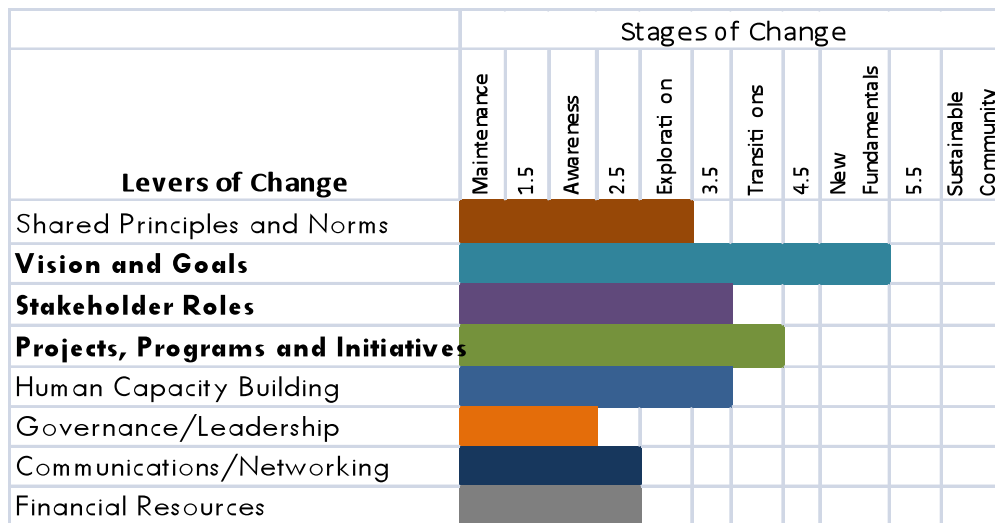 Stages of Change
Levers of Change
Maintenance
1.5
Awareness
2.5
Explorati on
3.5
Transiti ons
4.5
New
Fundamentals
5.5
Sustainable
Community
Shared Principles and Norms
Vision and Goals
Stakeholder Roles
Projects, Programs and Initiatives
Human Capacity Building
Governance/Leadership
Communications/Networking
Financial Resources